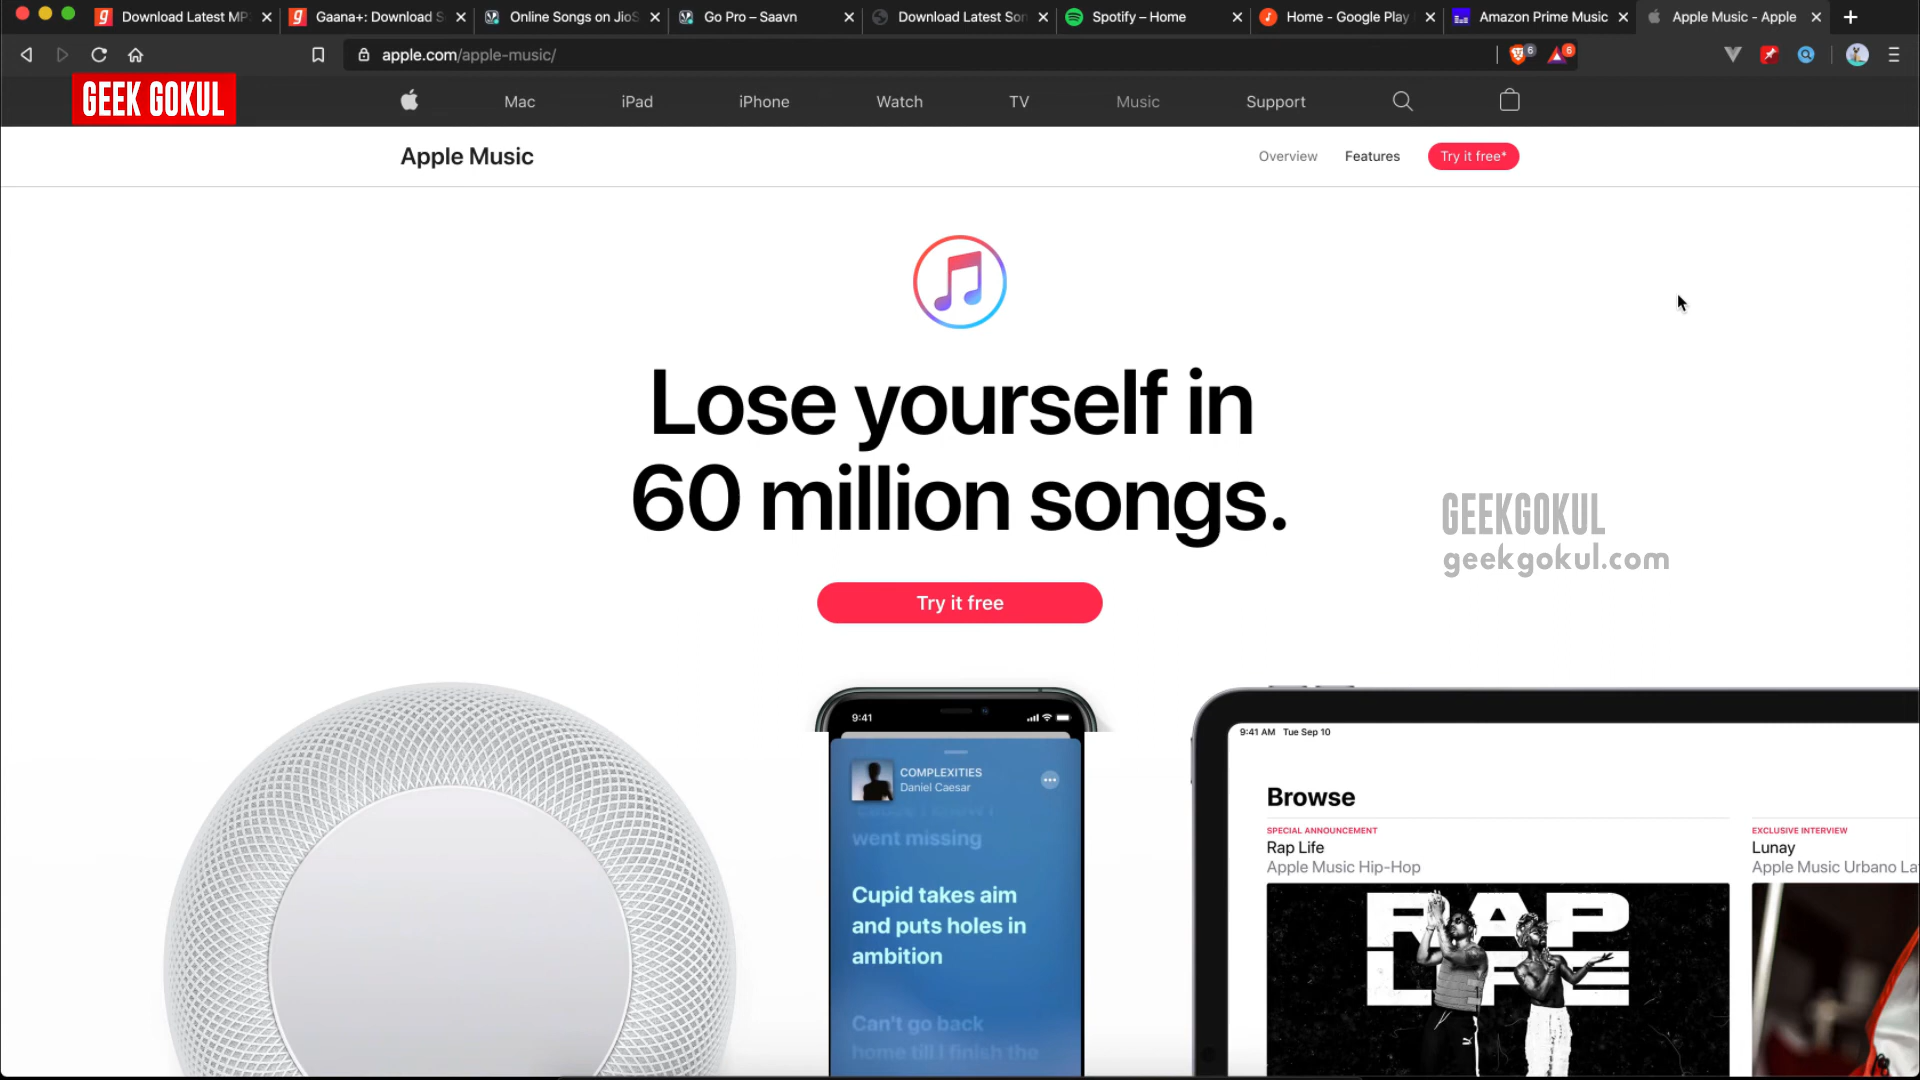 Download Latest MP
Gaana+: Download S
Online Songs on JioS
Go Pro – Saavn
Download Latest Son
Spotify – Home
Home - Google Play
Amazon Prime Music
Apple Music - Apple
apple.com/apple-music/
6
6
GEEK GOKUL
Mac
iPad
iPhone
Watch
TV
Music
Support
Apple Music
Overview
Features
Try it free*
Lose yourself in
60 million songs.
GEEKGOKUL
geekgokul.com
Try it free
9:41
COMPLEXITIES
Daniel Caesar
went missing
Cupid takes aim
and puts holes in
ambition
Can't go back
home till I finish the
9:41 AM Tue Sep 10
Browse
SPECIAL ANNOUNCEMENT
Rap Life
Apple Music Hip-Hop
RAP
LIFE
EXCLUSIVE INTERVIEW
Lunay
Apple Music Urbano La